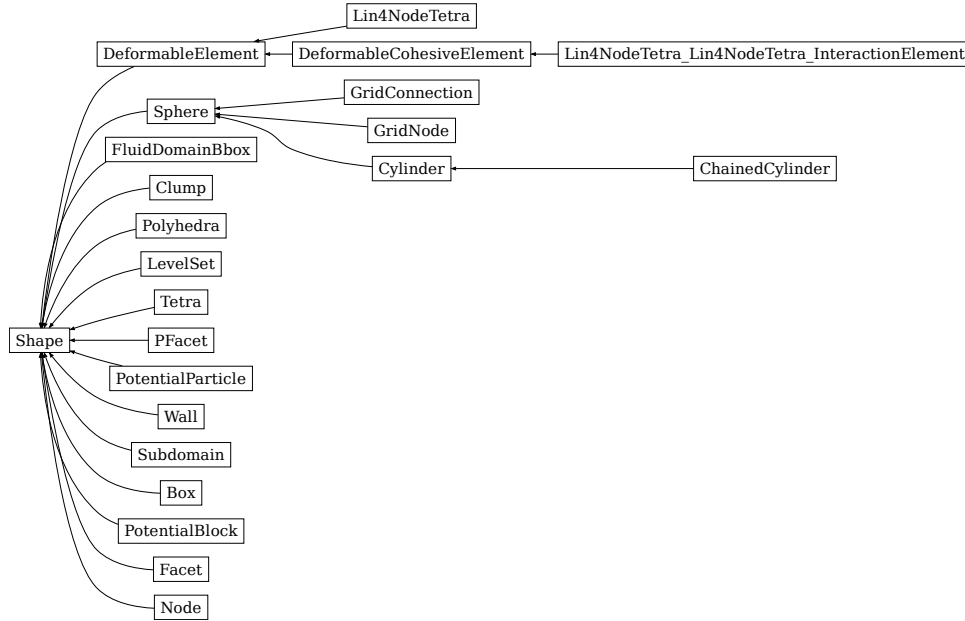 Lin4NodeTetra
DeformableElement
DeformableCohesiveElement
Lin4NodeTetra_Lin4NodeTetra_InteractionElement
GridConnection
Sphere
GridNode
FluidDomainBbox
Cylinder
ChainedCylinder
Clump
Polyhedra
LevelSet
Tetra
Shape
PFacet
PotentialParticle
Wall
Subdomain
Box
PotentialBlock
Facet
Node